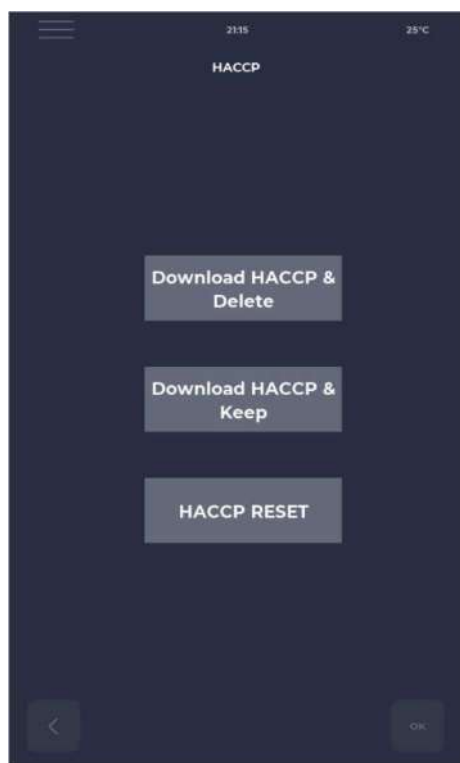 21:15
25°C
HACCP
Download HACCP &
Delete
Download HACCP &
Keep
HACCP RESET
OK